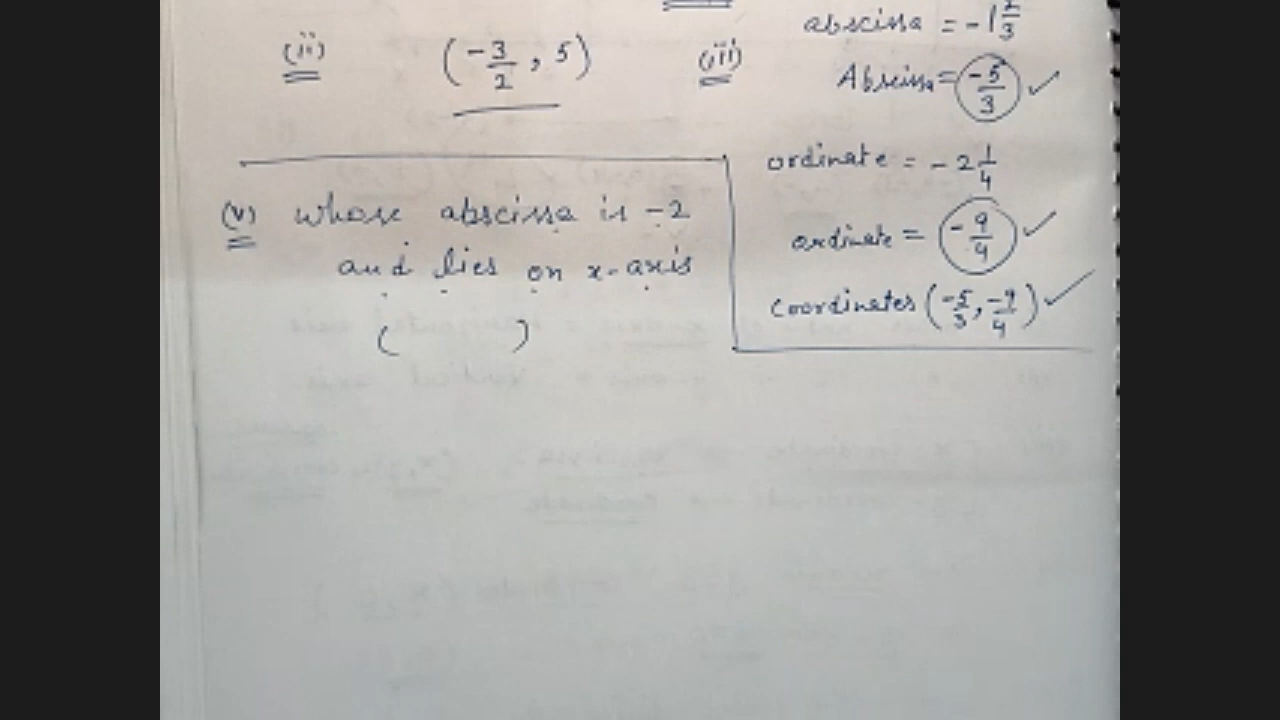 (ii) (-3/2, 5)
(iii) abscissa = -1 2/3
Abscissa = -5/3 ✓
ordinate = -2 1/4
ordinate = -9/4 ✓
coordinates (-5/3, -9/4) ✓
(v) whose abscissa is -2
and lies on x-axis
( )